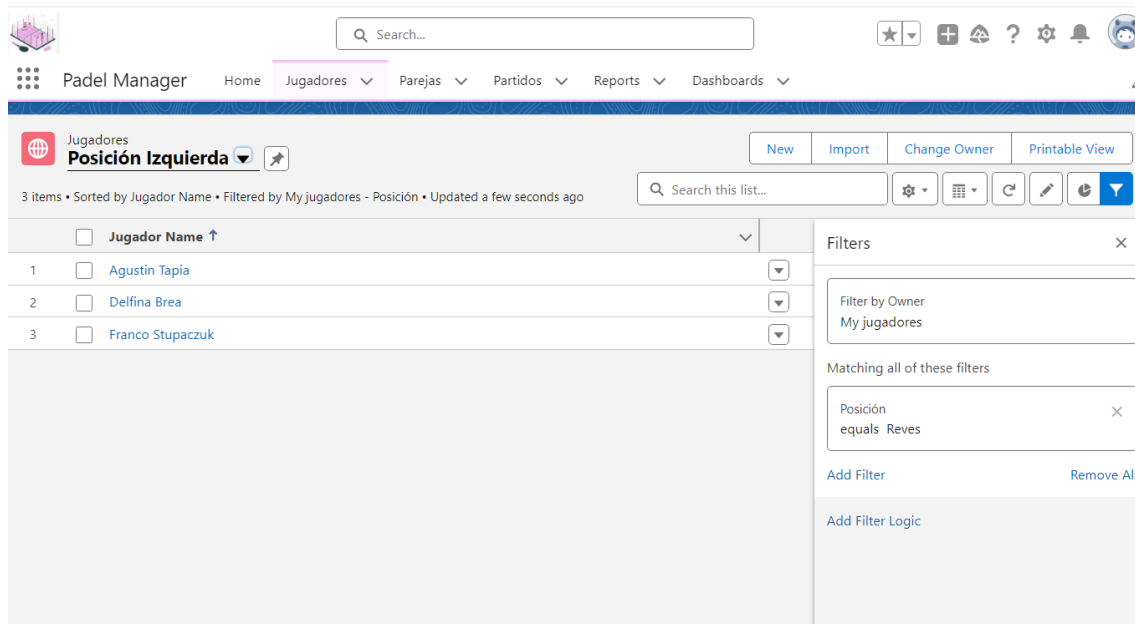 Search...
Padel Manager Home Jugadores Parejas Partidos Reports Dashboards
Jugadores
Posición Izquierda
New Import Change Owner Printable View
3 items • Sorted by Jugador Name • Filtered by My jugadores - Posición • Updated a few seconds ago
Search this list...
Jugador Name ↑
1 Agustin Tapia
2 Delfina Brea
3 Franco Stupaczuk
Filters
Filter by Owner
My jugadores
Matching all of these filters
Posición
equals Reves
Add Filter Remove Al
Add Filter Logic